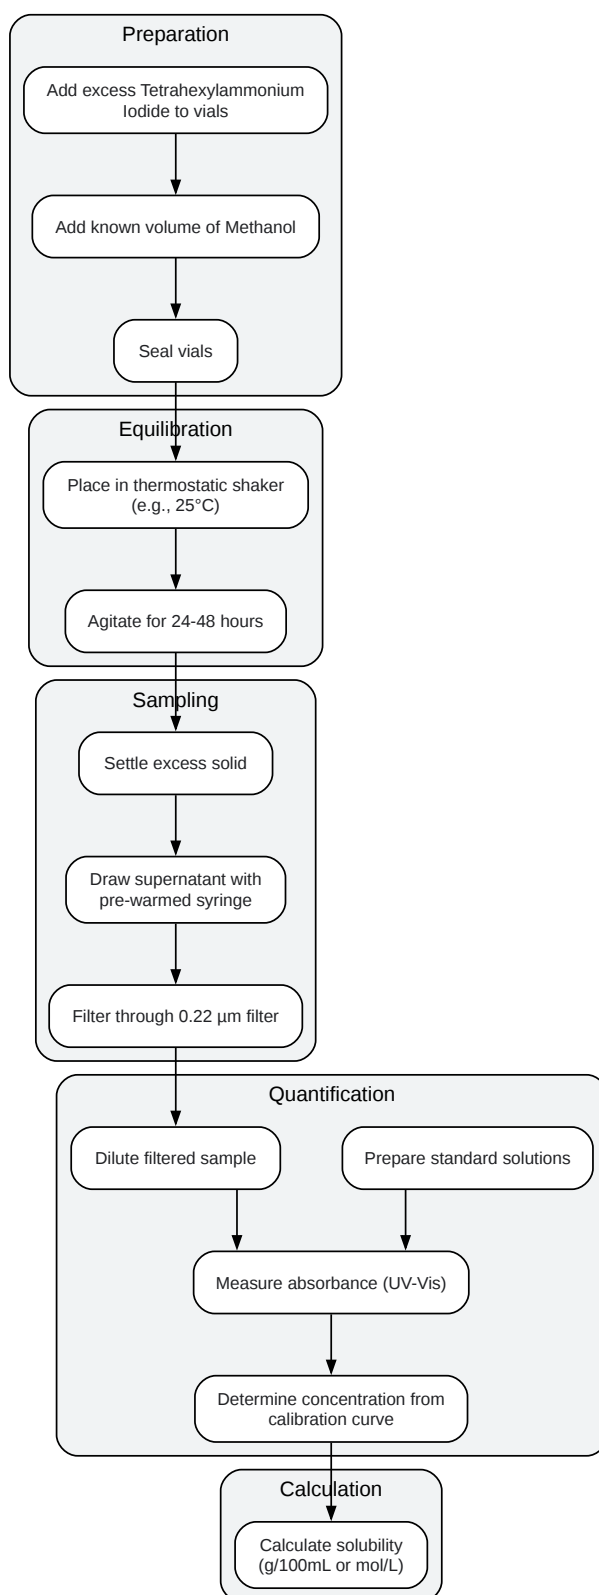 Preparation
Add excess Tetrahexylammonium
Iodide to vials
Add known volume of Methanol
Seal vials
Equilibration
Place in thermostatic shaker
(e.g., 25°C)
Agitate for 24-48 hours
Sampling
Settle excess solid
Draw supernatant with
pre-warmed syringe
Filter through 0.22 µm filter
Quantification
Dilute filtered sample
Prepare standard solutions
Measure absorbance (UV-Vis)
Determine concentration from
calibration curve
Calculation
Calculate solubility
(g/100mL or mol/L)